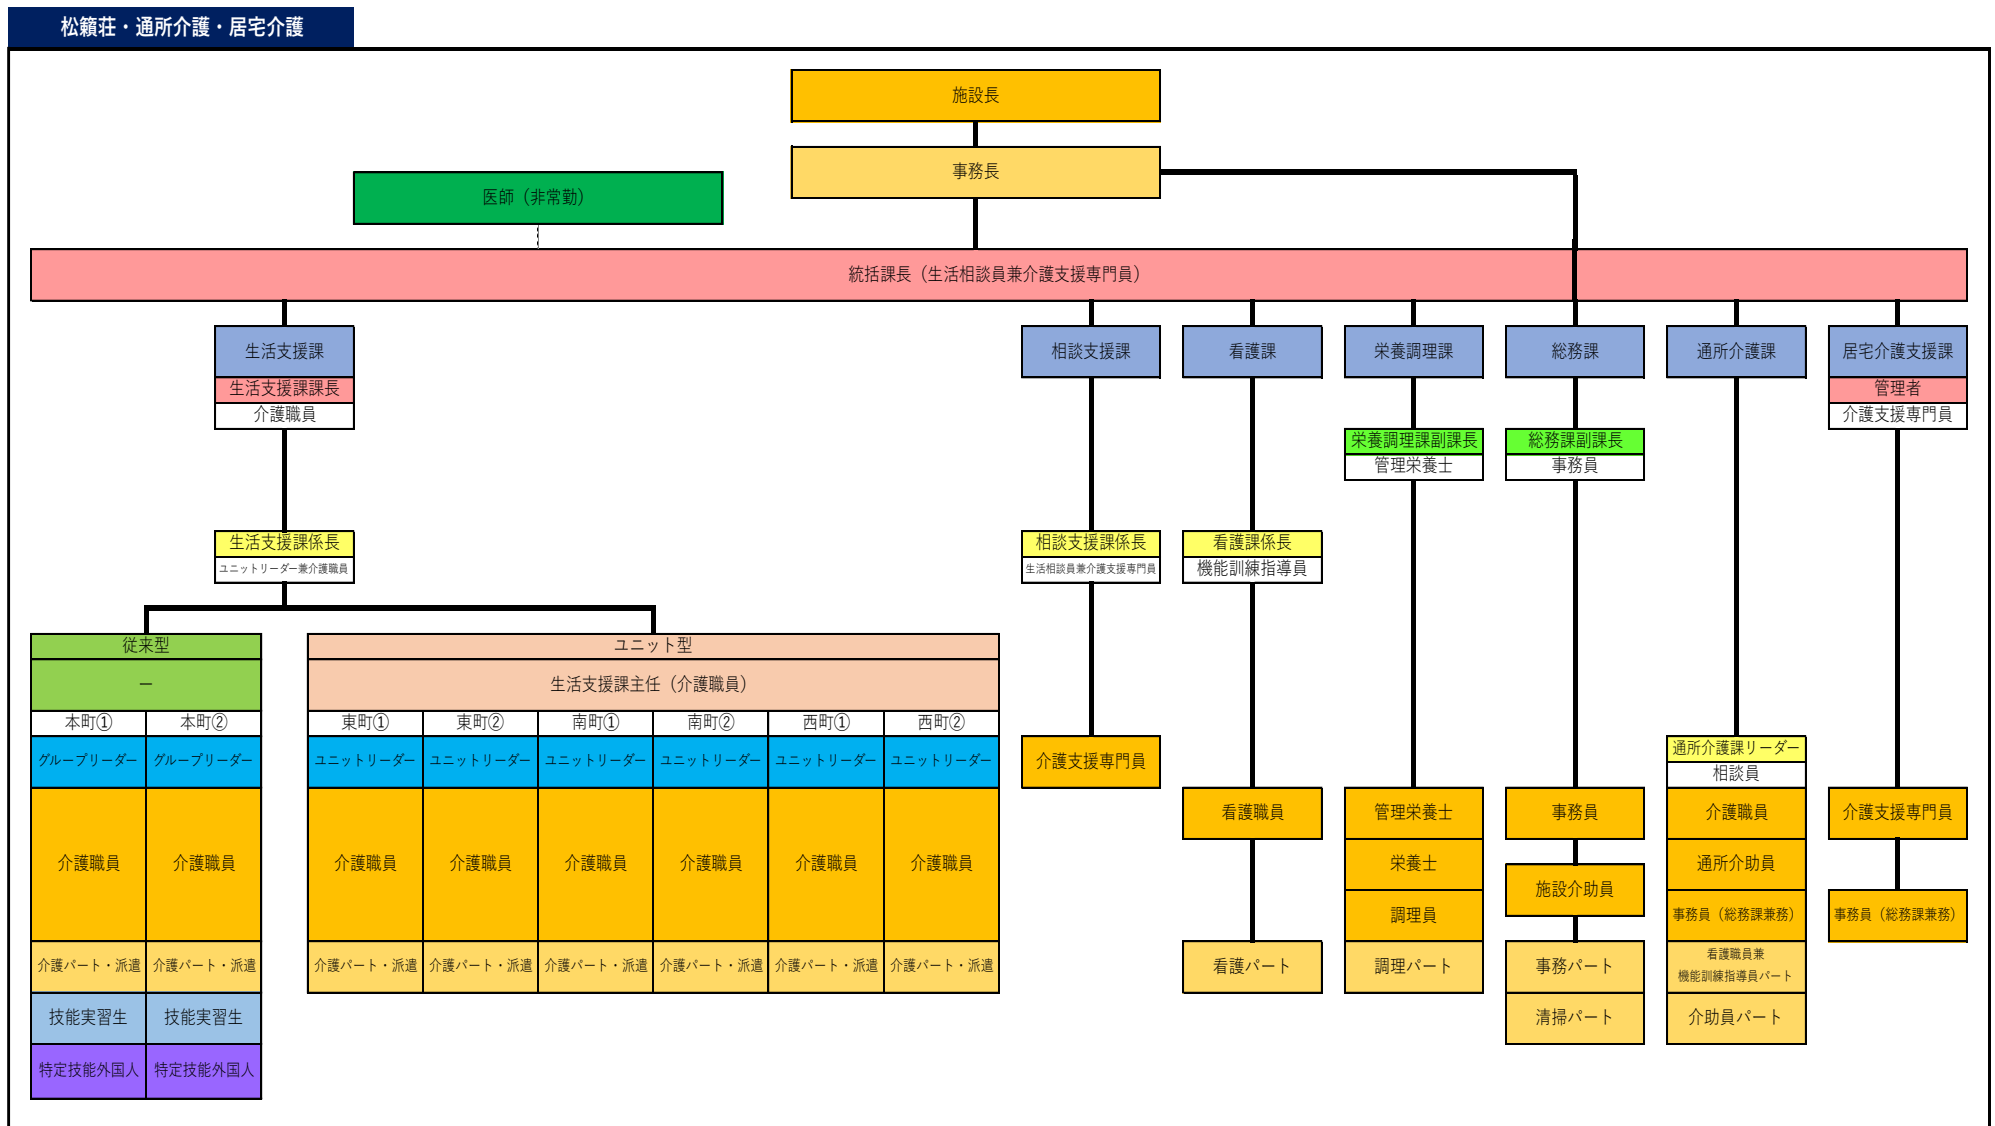 松籟荘・通所介護・居宅介護
施設長
事務長
医師（非常勤）
統括課長（生活相談員兼介護支援専門員）
生活支援課
相談支援課
看護課
栄養調理課
総務課
通所介護課
居宅介護支援課
生活支援課課長
管理者
介護職員
介護支援専門員
栄養調理課副課長
総務課副課長
管理栄養士
事務員
生活支援課係長
相談支援課係長
看護課係長
ユニットリーダー兼介護職員
生活相談員兼介護支援専門員
機能訓練指導員
従来型
ユニット型
ー
生活支援課主任（介護職員）
本町①
本町②
東町①
東町②
南町①
南町②
西町①
西町②
グループリーダー
グループリーダー
ユニットリーダー
ユニットリーダー
ユニットリーダー
ユニットリーダー
ユニットリーダー
ユニットリーダー
介護支援専門員
通所介護課リーダー
相談員
看護職員
管理栄養士
事務員
介護職員
介護支援専門員
介護職員
介護職員
介護職員
介護職員
介護職員
介護職員
介護職員
介護職員
栄養士
施設介助員
通所介助員
調理員
事務員（総務課兼務）
事務員（総務課兼務）
介護パート・派遣
介護パート・派遣
介護パート・派遣
介護パート・派遣
介護パート・派遣
介護パート・派遣
介護パート・派遣
介護パート・派遣
看護パート
調理パート
事務パート
看護職員兼
機能訓練指導員パート
技能実習生
技能実習生
清掃パート
介助員パート
特定技能外国人
特定技能外国人